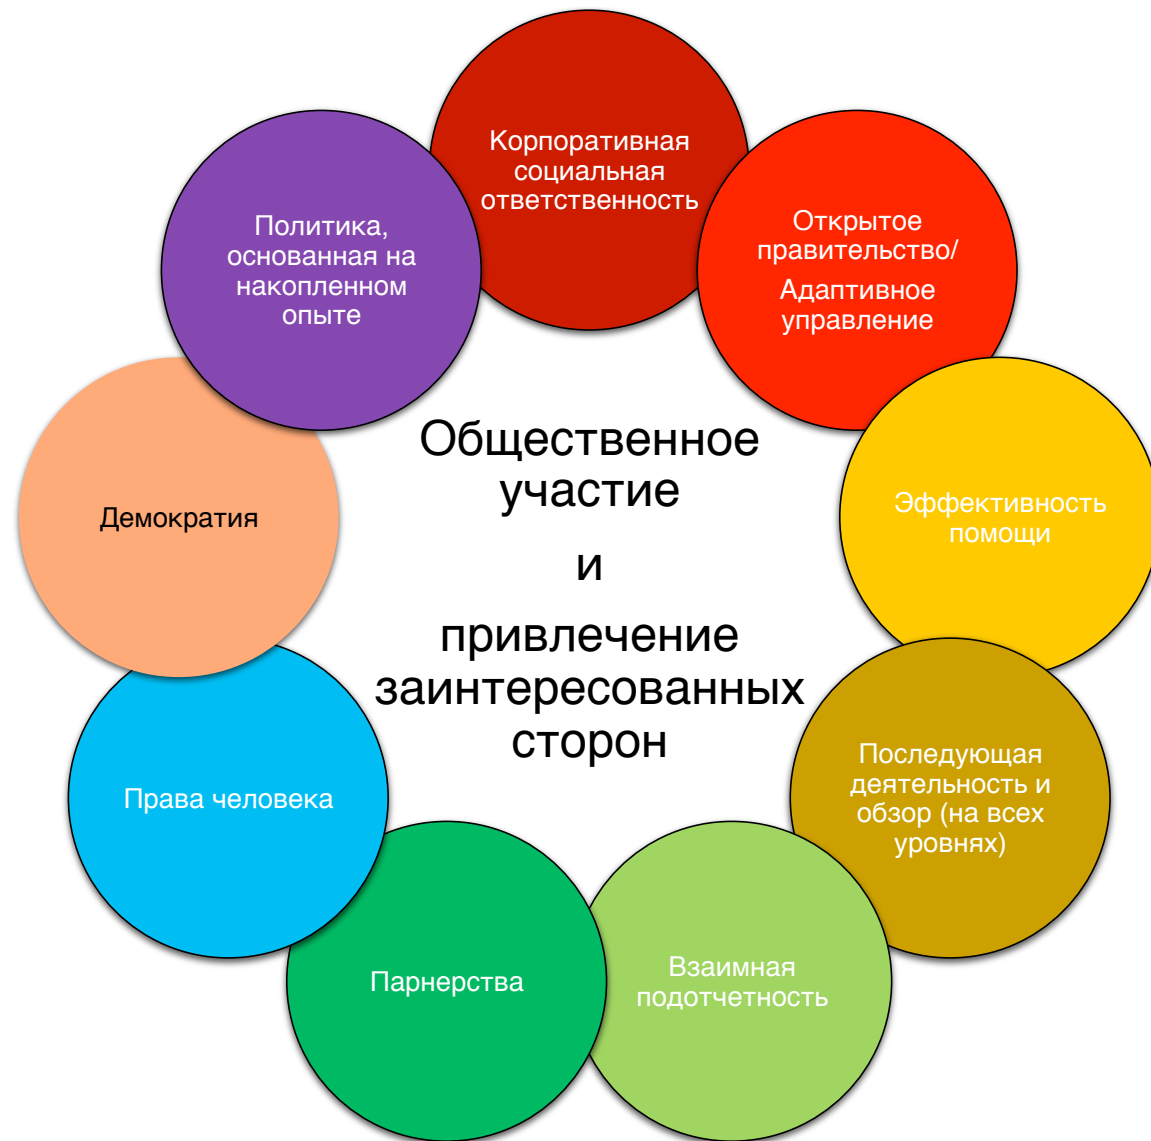 Корпоративная
социальная
ответственность
Открытое
правительство/
Адаптивное
управление
Эффективность
помощи
Последующая
деятельность и
обзор (на всех
уровнях)
Взаимная
подотчетность
Парнерства
Права человека
Демократия
Политика,
основанная на
накопленном
опыте
Общественное
участие
и
привлечение
заинтересованных
сторон